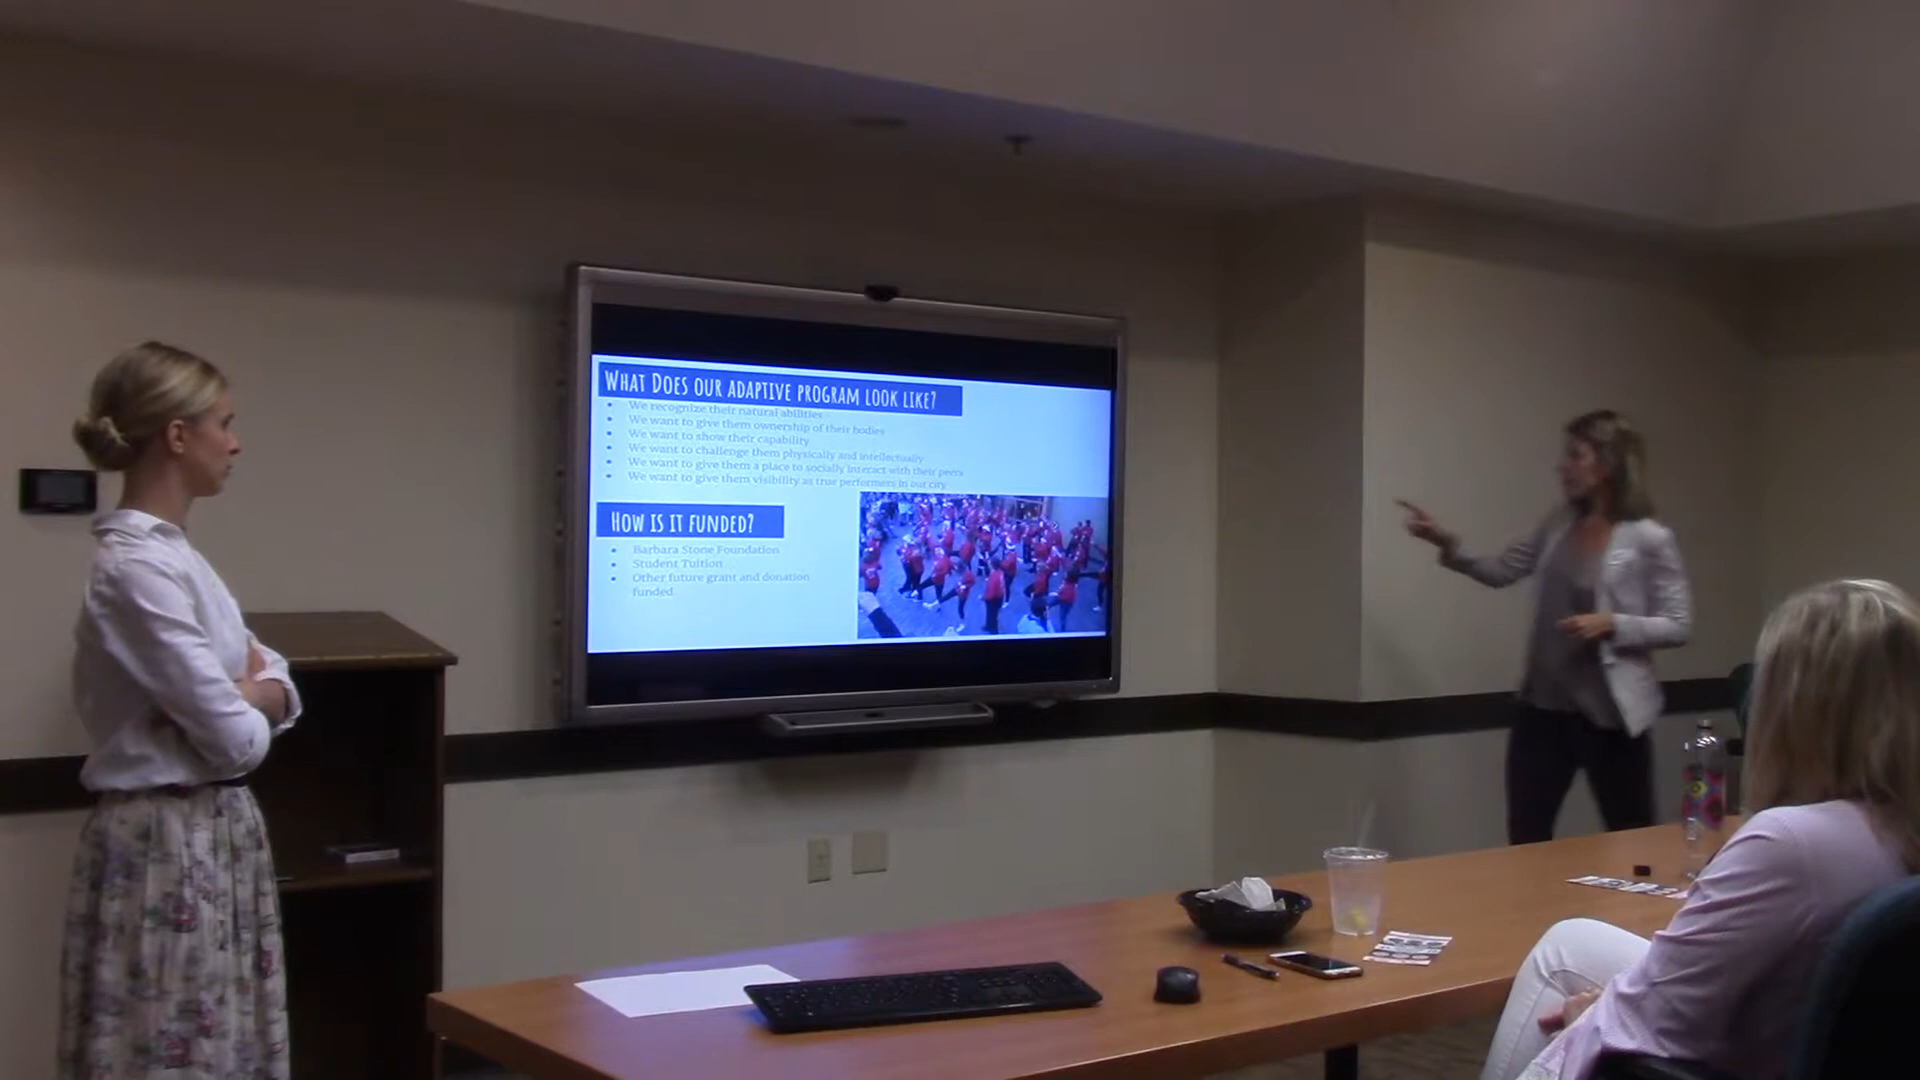 WHAT DOES OUR ADAPTIVE PROGRAM LOOK LIKE?
• We recognize their natural abilities
• We want to give them ownership of their bodies
• We want to show their capability
• We want to challenge them physically and intellectually
• We want to give them a place to socially interact with their peers
• We want to give them visibility as true performers in our city
HOW IS IT FUNDED?
• Barbara Stone Foundation
• Student Tuition
• Other future grant and donation
funded